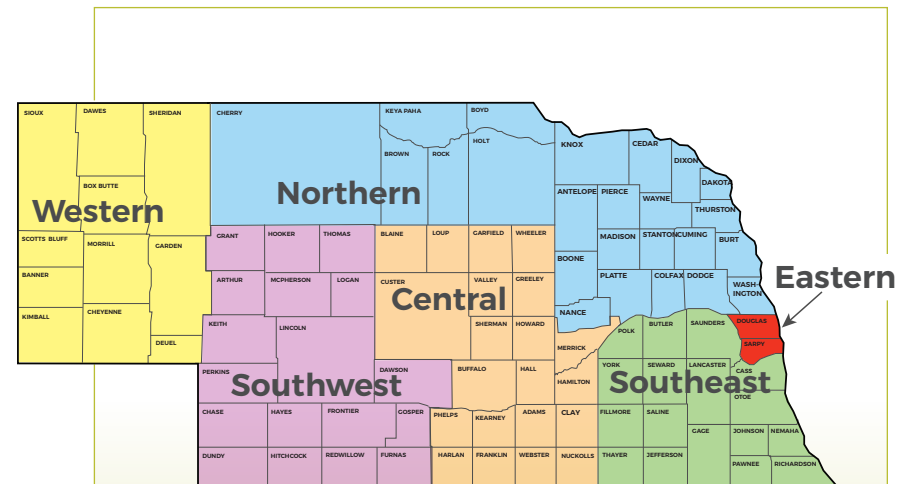 SIOUX
DAWES
SHERIDAN
CHERRY
KEYA PAHA
BOYD
BROWN
ROCK
HOLT
KNOX
CEDAR
DIXON
DAKOTA
BOX BUTTE
Western
Northern
ANTELOPE
PIERCE
WAYNE
THURSTON
SCOTTS BLUFF
MORRILL
GARDEN
GRANT
HOOKER
THOMAS
BLAINE
LOUP
GARFIELD
WHEELER
MADISON
STANTON
CUMING
BURT
BOONE
BANNER
ARTHUR
MCPHERSON
LOGAN
CUSTER
VALLEY
GREELEY
PLATTE
COLFAX
DODGE
WASH-
INGTON
Eastern
Central
KIMBALL
CHEYENNE
KEITH
LINCOLN
SHERMAN
HOWARD
NANCE
POLK
BUTLER
SAUNDERS
DOUGLAS
DEUEL
MERRICK
SARPY
PERKINS
DAWSON
BUFFALO
HALL
HAMILTON
YORK
SEWARD
LANCASTER
CASS
Southwest
Southeast
OTOE
CHASE
HAYES
FRONTIER
GOSPER
PHELPS
KEARNEY
ADAMS
CLAY
FILLMORE
SALINE
GAGE
JOHNSON
NEMAHA
DUNDY
HITCHCOCK
REDWILLOW
FURNAS
HARLAN
FRANKLIN
WEBSTER
NUCKOLLS
THAYER
JEFFERSON
PAWNEE
RICHARDSON